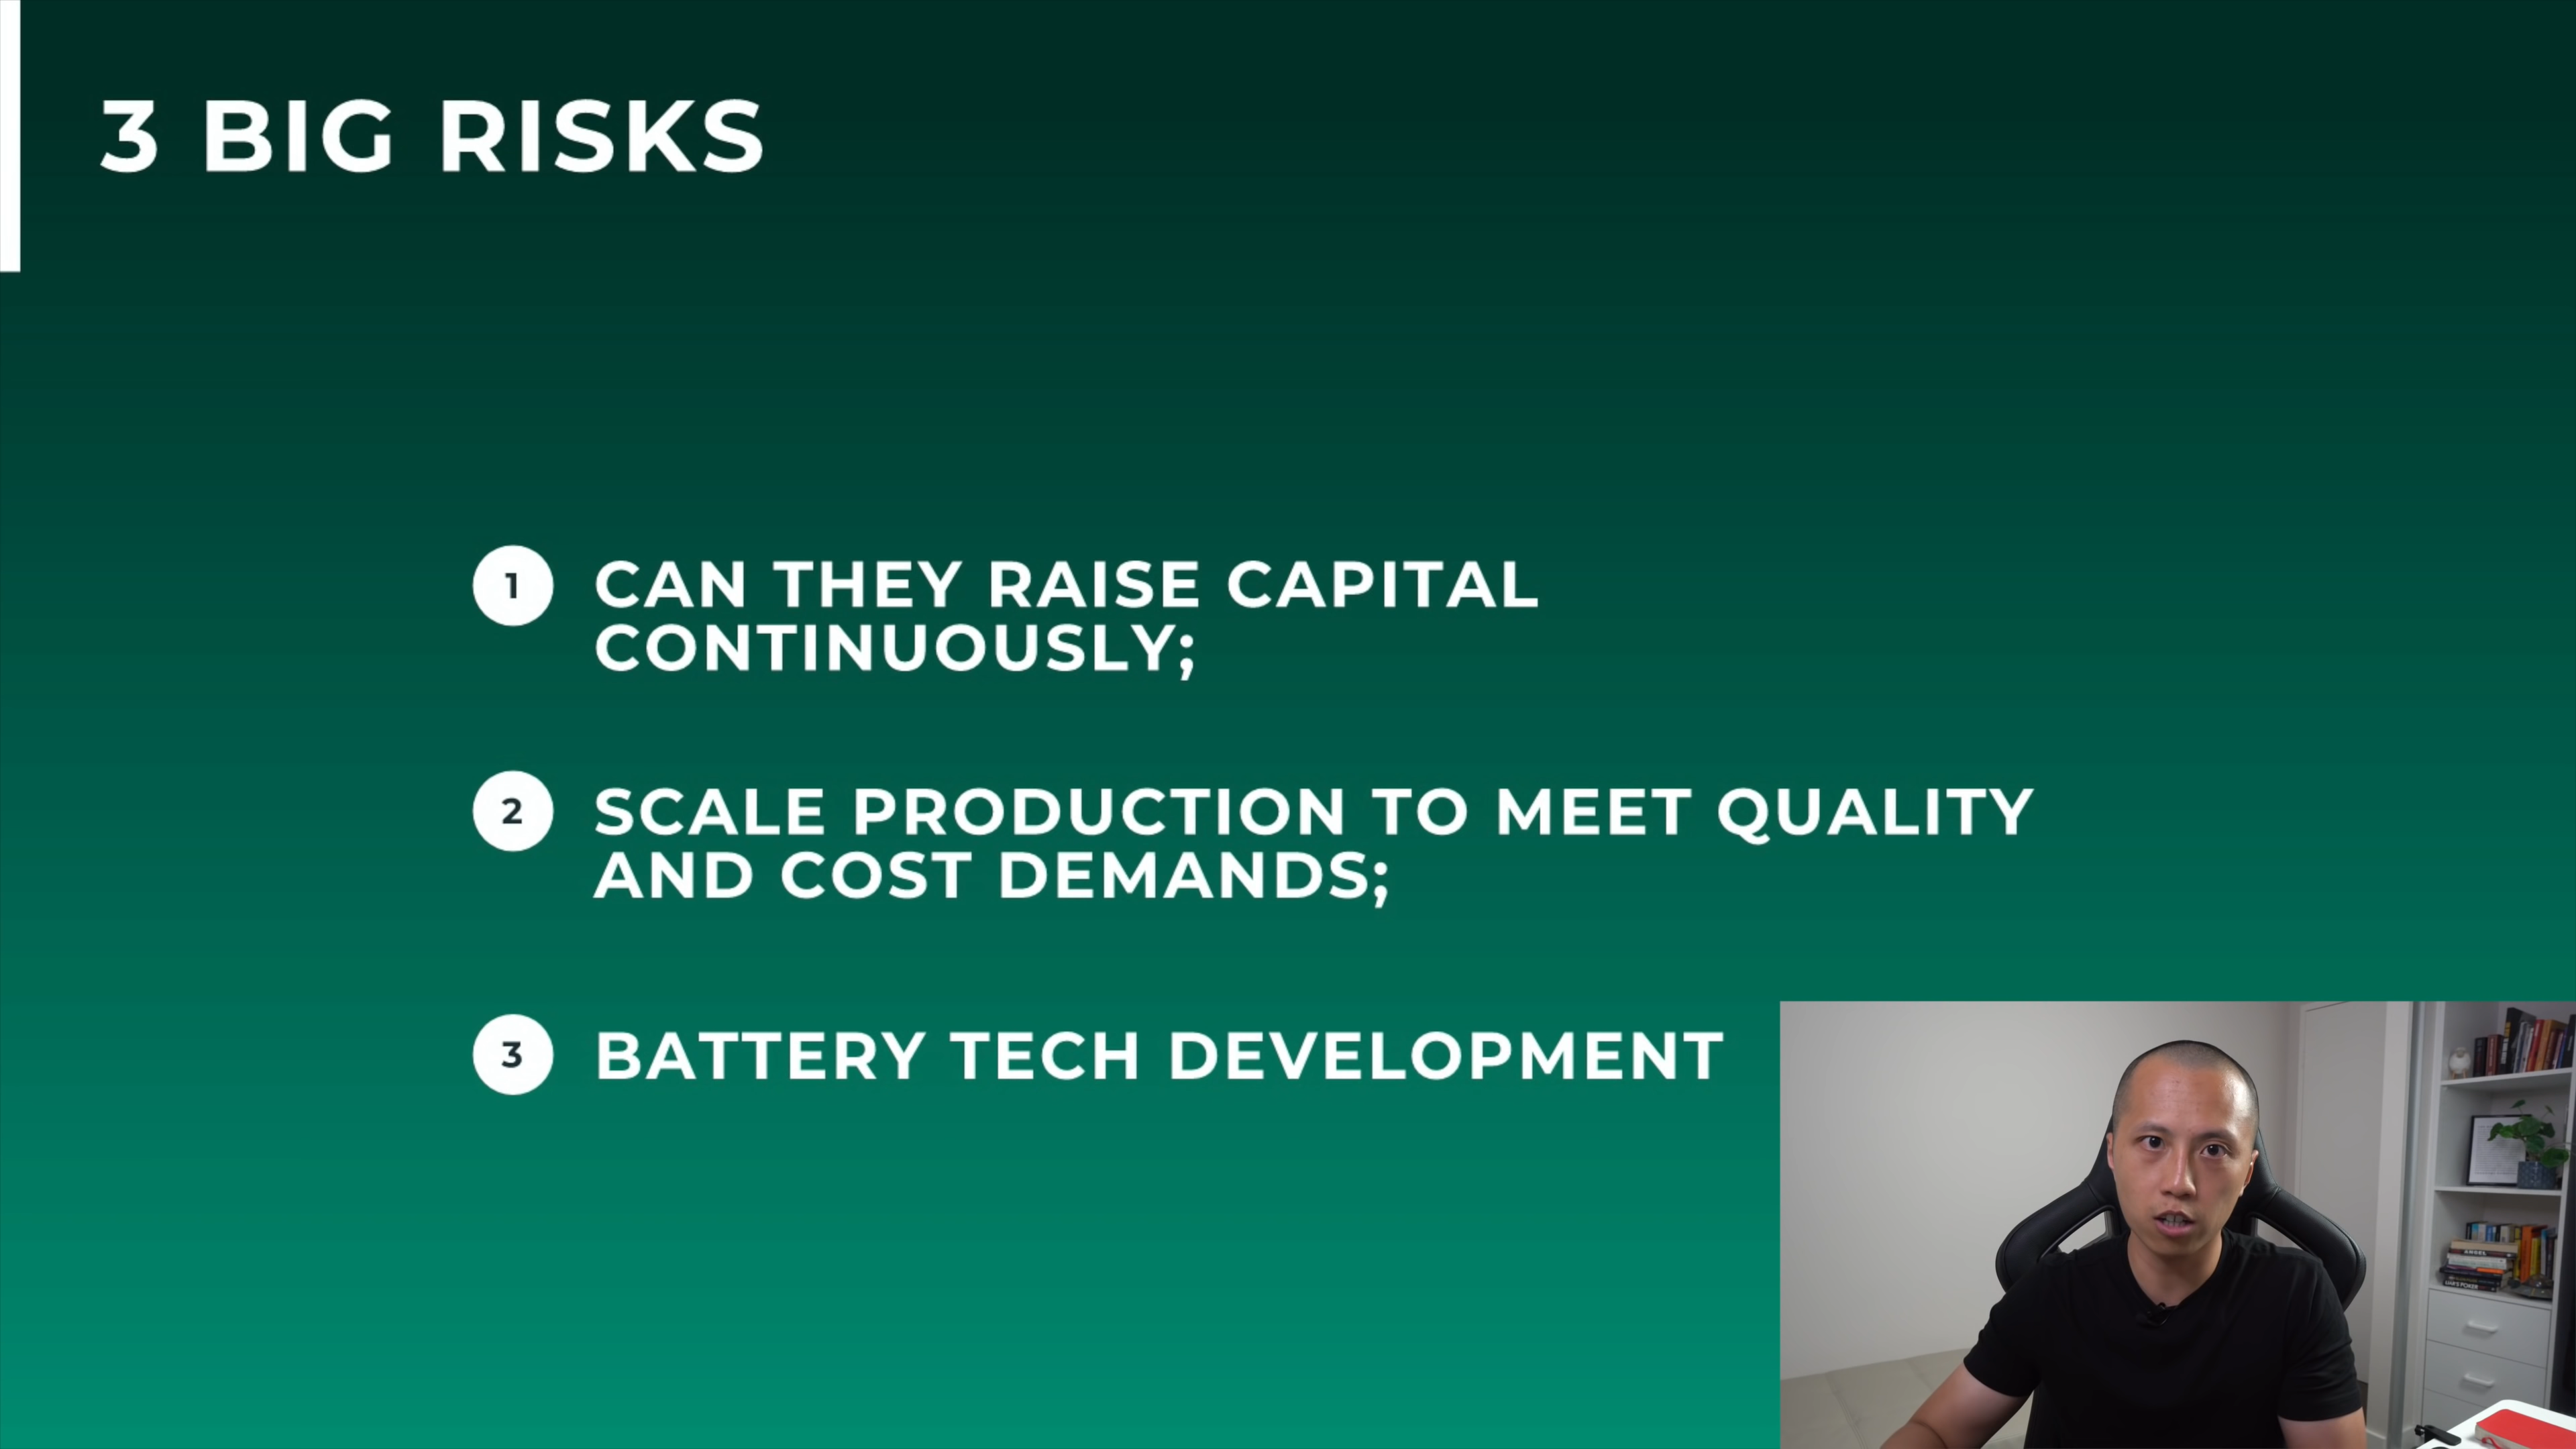 3 BIG RISKS
1 CAN THEY RAISE CAPITAL
CONTINUOUSLY;
2 SCALE PRODUCTION TO MEET QUALITY
AND COST DEMANDS;
3 BATTERY TECH DEVELOPMENT